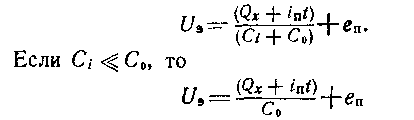 Uэ = (Qx + iпt) / (Ci + C0) + eп.
Если Ci ⩽ C0, то
Uэ = (Qx + iпt) / C0 + eп